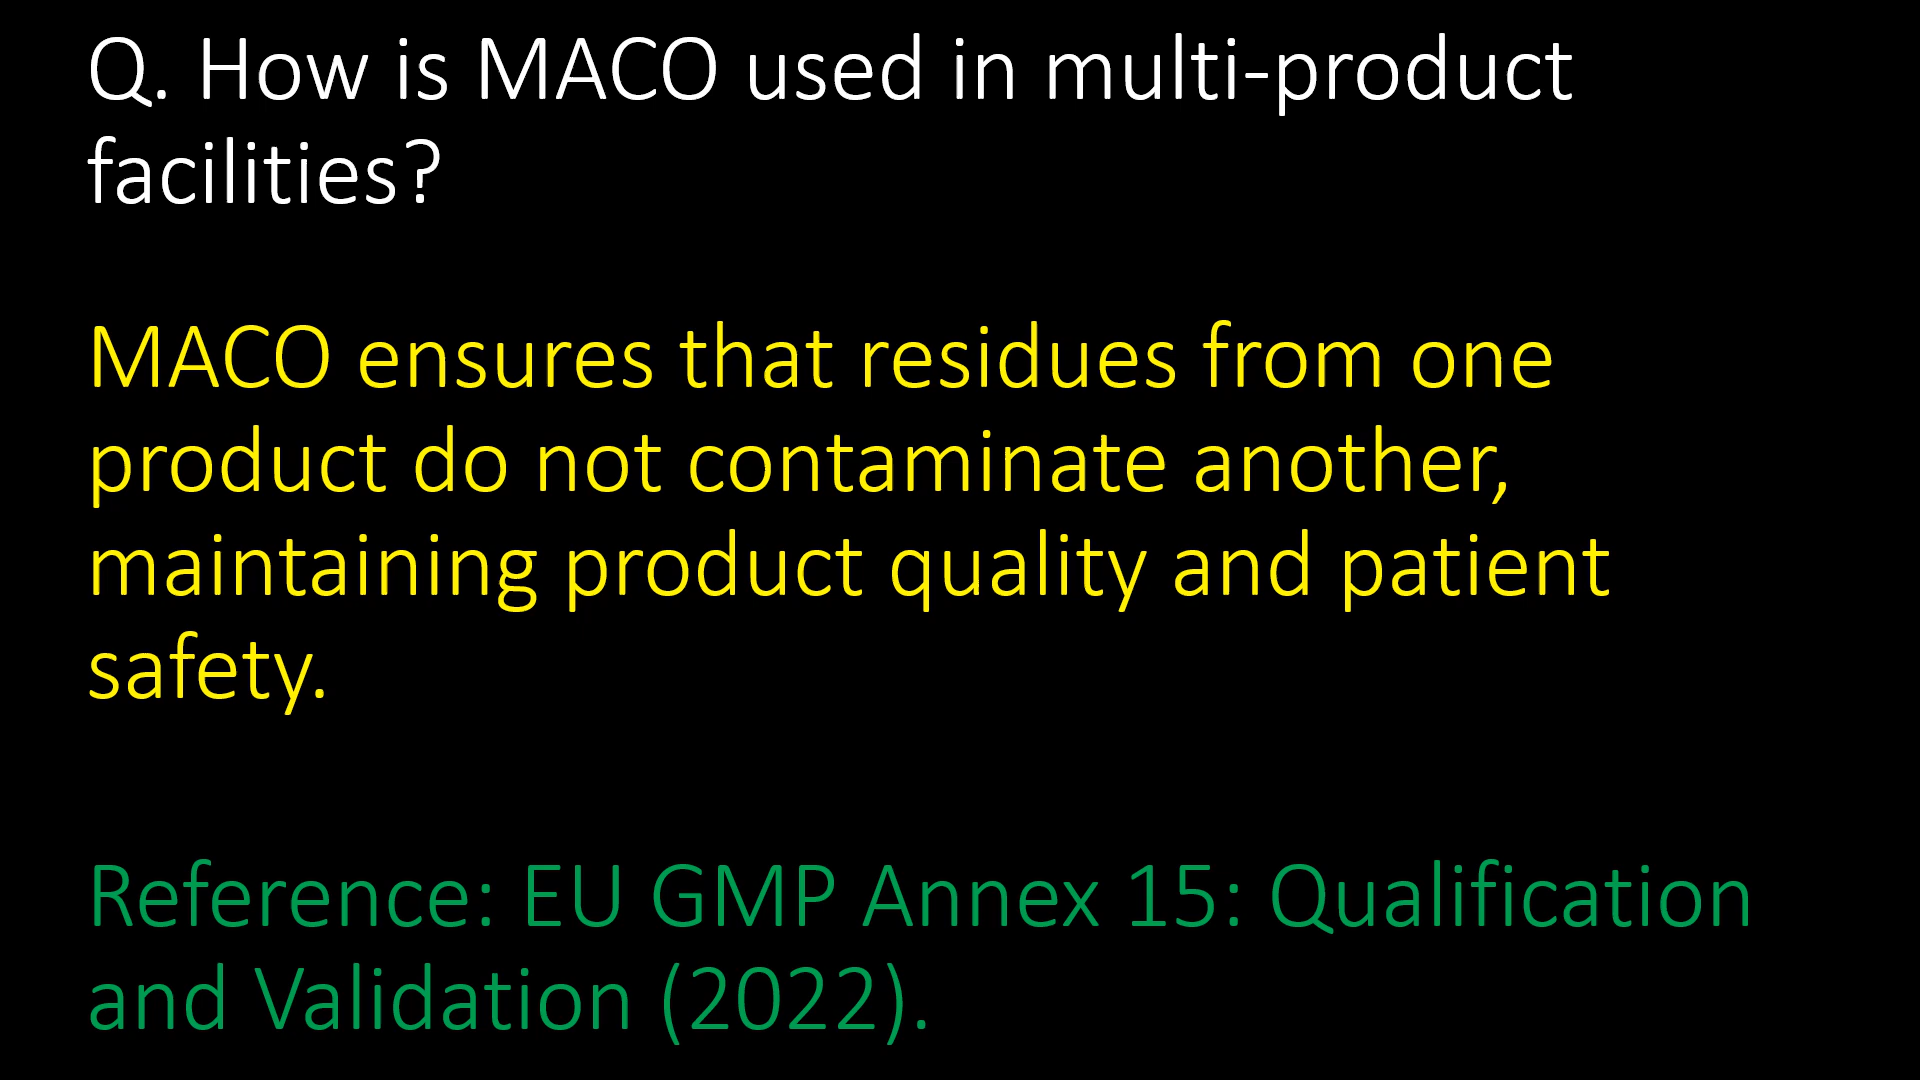 Q. How is MACO used in multi-product
facilities?
MACO ensures that residues from one
product do not contaminate another,
maintaining product quality and patient
safety.
Reference: EU GMP Annex 15: Qualification
and Validation (2022).